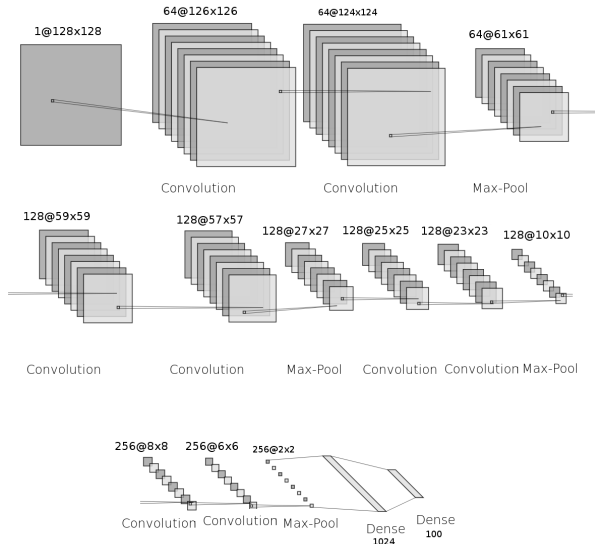 1@128x128
64@126x126
64@124x124
64@61x61
Convolution
Convolution
Max-Pool
128@59x59
128@57x57
128@27x27
128@25x25
128@23x23
128@10x10
Convolution
Convolution
Max-Pool
Convolution
Convolution
Max-Pool
256@8x8
256@6x6
256@2x2
Convolution
Convolution
Max-Pool
Dense
1024
Dense
100